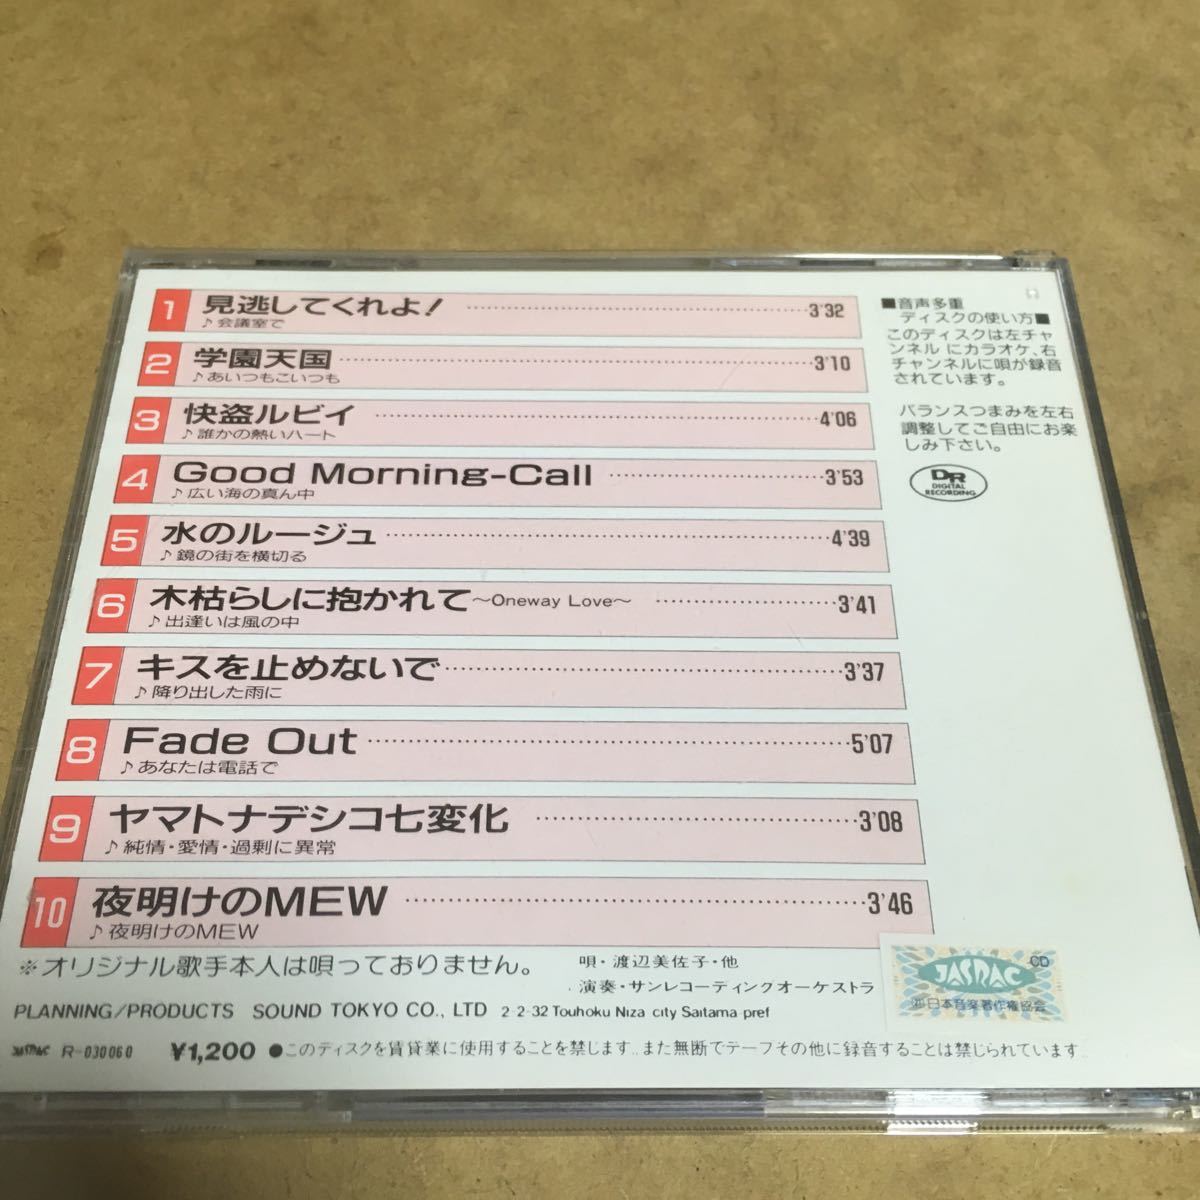 1 見逃してくれよ! 3'32
♪会議室で
2 学園天国 3'10
♪あいつもこいつも
3 快盗ルビイ 4'06
♪誰かの熱いハート
4 Good Morning-Call 3'53
♪広い海の真ん中
5 水のルージュ 4'39
♪鏡の街を横切る
6 木枯らしに抱かれて～Oneway Love～ 3'41
♪出逢いは風の中
7 キスを止めないで 3'37
♪降り出した雨に
8 Fade Out 5'07
♪あなたは電話で
9 ヤマトナデシコ七変化 3'08
♪純情・愛情・過剰に異常
10 夜明けのMEW 3'46
♪夜明けのMEW
■音声多重
ディスクの使い方■
このディスクは左チャ
ンネルにカラオケ、右
チャンネルに唄が録音
されています。
バランスつまみを左右
調整してご自由にお楽
しみ下さい。
DR
DIGITAL
RECORDING
※オリジナル歌手本人は唄っておりません。
唄・渡辺美佐子・他
演奏・サンレコーティングオーケストラ
JASRAC CD
㈳日本音楽著作権協会
PLANNING/PRODUCTS SOUND TOKYO CO., LTD 2-2-32 Touhoku Niza city Saitama pref
JASRAC R-030060 ¥1,200 ●このディスクを賃貸業に使用することを禁じます.また無断でテープその他に録音することは禁じられています.